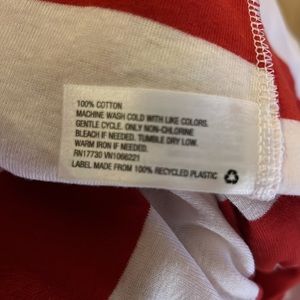 100% COTTON
MACHINE WASH COLD WITH LIKE COLORS.
GENTLE CYCLE. ONLY NON-CHLORINE
BLEACH IF NEEDED. TUMBLE DRY LOW.
WARM IRON IF NEEDED.
RN17730 VN1066221
LABEL MADE FROM 100% RECYCLED PLASTIC